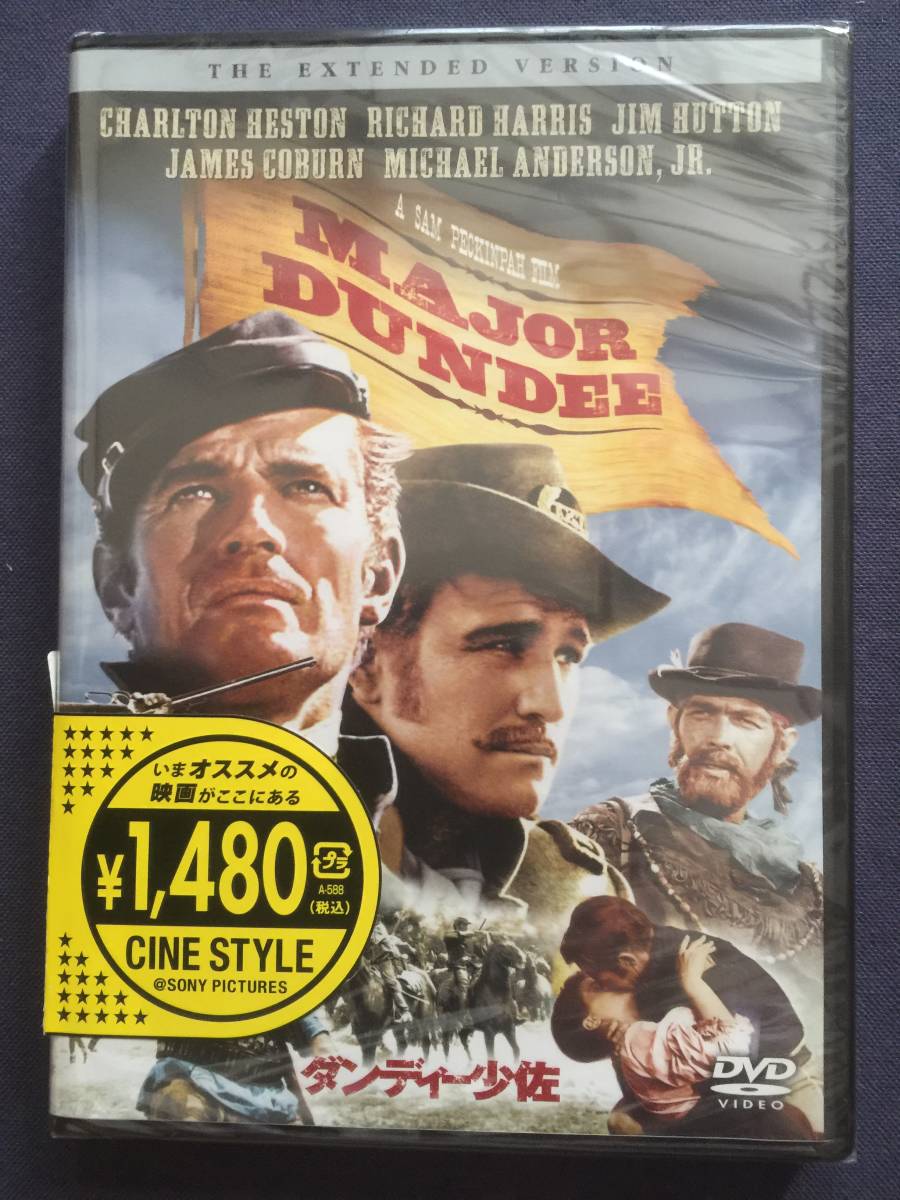 THE EXTENDED VERSION
CHARLTON HESTON RICHARD HARRIS JIM HUTTON
JAMES COBURN MICHAEL ANDERSON, JR.
A SAM PECKINPAH FILM
MAJOR
DUNDEE
いまオススメの
映画がここにある
¥1,480
プラ
A-588
(税込)
CINE STYLE
@SONY PICTURES
ダンディー少佐
DVD
VIDEO